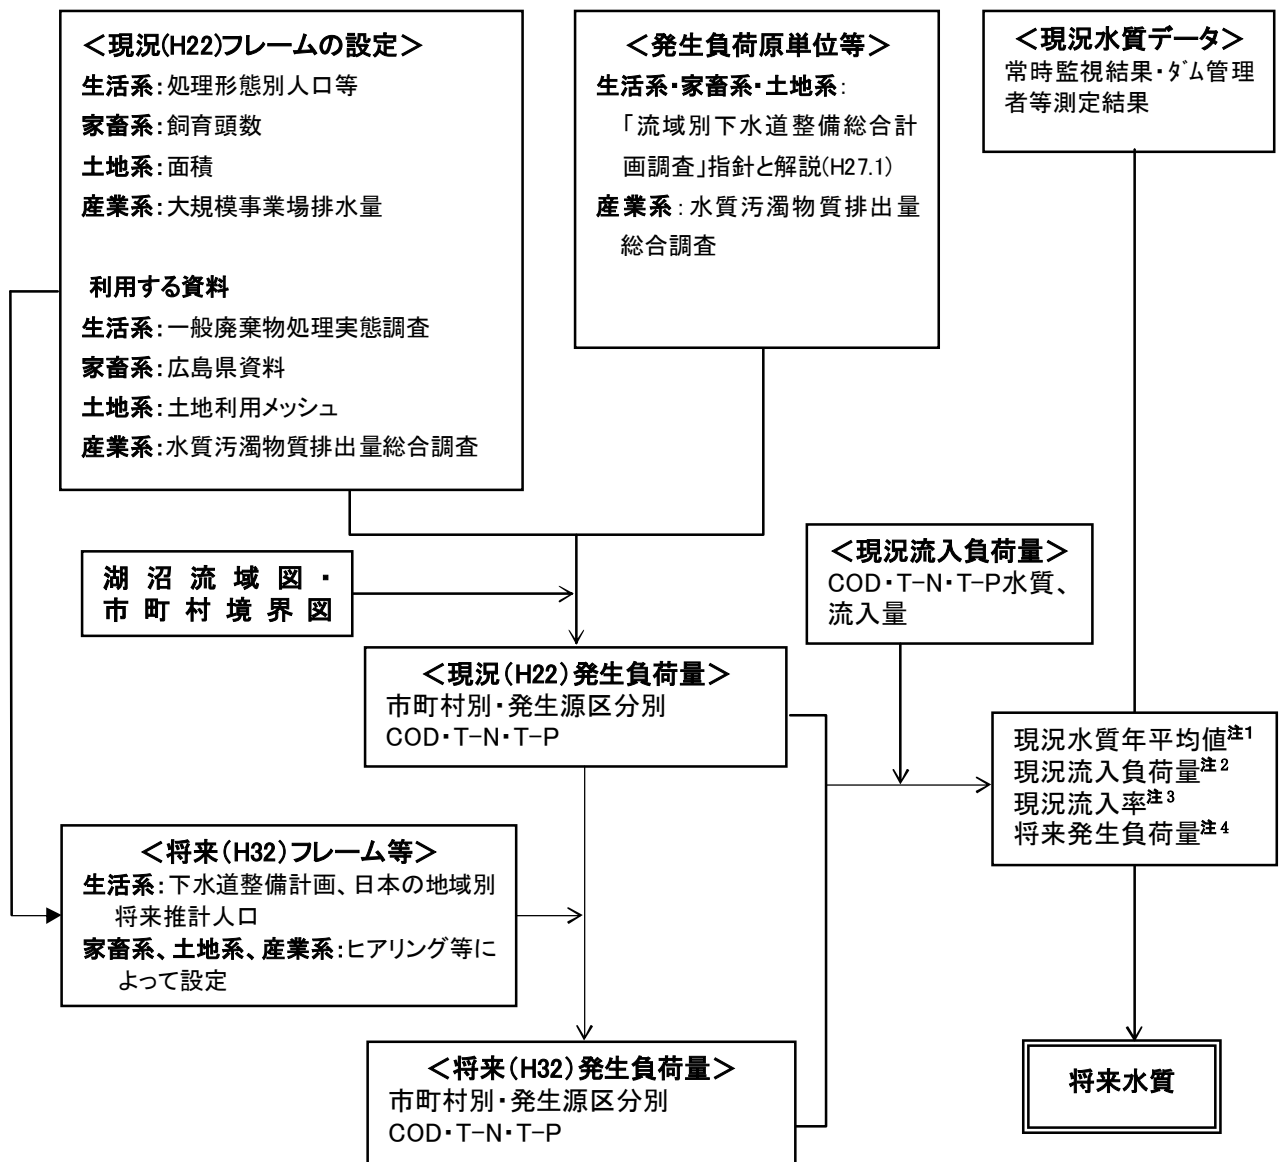 ＜現況(H22)フレームの設定＞
生活系：処理形態別人口等
家畜系：飼育頭数
土地系：面積
産業系：大規模事業場排水量
利用する資料
生活系：一般廃棄物処理実態調査
家畜系：広島県資料
土地系：土地利用メッシュ
産業系：水質汚濁物質排出量総合調査
＜発生負荷原単位等＞
生活系・家畜系・土地系：
「流域別下水道整備総合計
画調査」指針と解説(H27.1)
産業系：水質汚濁物質排出量
総合調査
＜現況水質データ＞
常時監視結果・ﾀﾞﾑ管理
者等測定結果
湖沼流域図・
市町村境界図
＜現況流入負荷量＞
COD・T-N・T-P水質、
流入量
＜現況（H22）発生負荷量＞
市町村別・発生源区分別
COD・T-N・T-P
現況水質年平均値注1
現況流入負荷量注2
現況流入率注3
将来発生負荷量注4
＜将来（H32）フレーム等＞
生活系：下水道整備計画、日本の地域別
将来推計人口
家畜系、土地系、産業系：ヒアリング等に
よって設定
＜将来（H32）発生負荷量＞
市町村別・発生源区分別
COD・T-N・T-P
将来水質